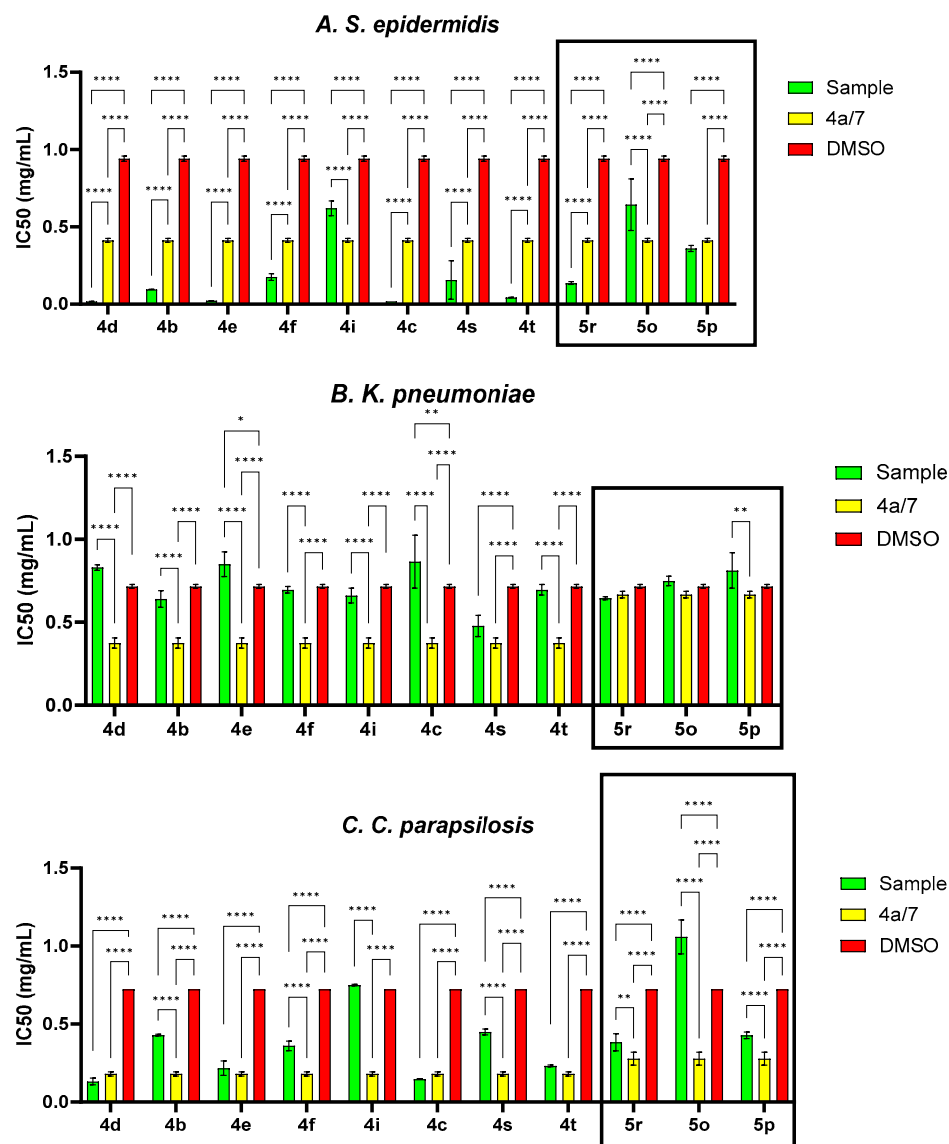 A. S. epidermidis
1.5
1.0
0.5
0.0
IC50 (mg/mL)
**** **** **** **** **** **** **** **** **** **** ****
**** **** **** **** **** **** **** **** **** **** ****
**** **** **** **** **** **** **** **** **** ****
4d 4b 4e 4f 4i 4c 4s 4t 5r 5o 5p
Sample
4a/7
DMSO
B. K. pneumoniae
1.5
1.0
0.5
0.0
IC50 (mg/mL)
* **
**** **** ****
**** **** **** **** ****
**** **** **** **** **** **** **** **** **
4d 4b 4e 4f 4i 4c 4s 4t 5r 5o 5p
Sample
4a/7
DMSO
C. C. parapsilosis
1.5
1.0
0.5
0.0
IC50 (mg/mL)
**** **** **** **** **** **** **** **** **** **** ****
**** **** **** **** **** **** **** **** **** **** ****
**** **** **** ** **** ****
4d 4b 4e 4f 4i 4c 4s 4t 5r 5o 5p
Sample
4a/7
DMSO